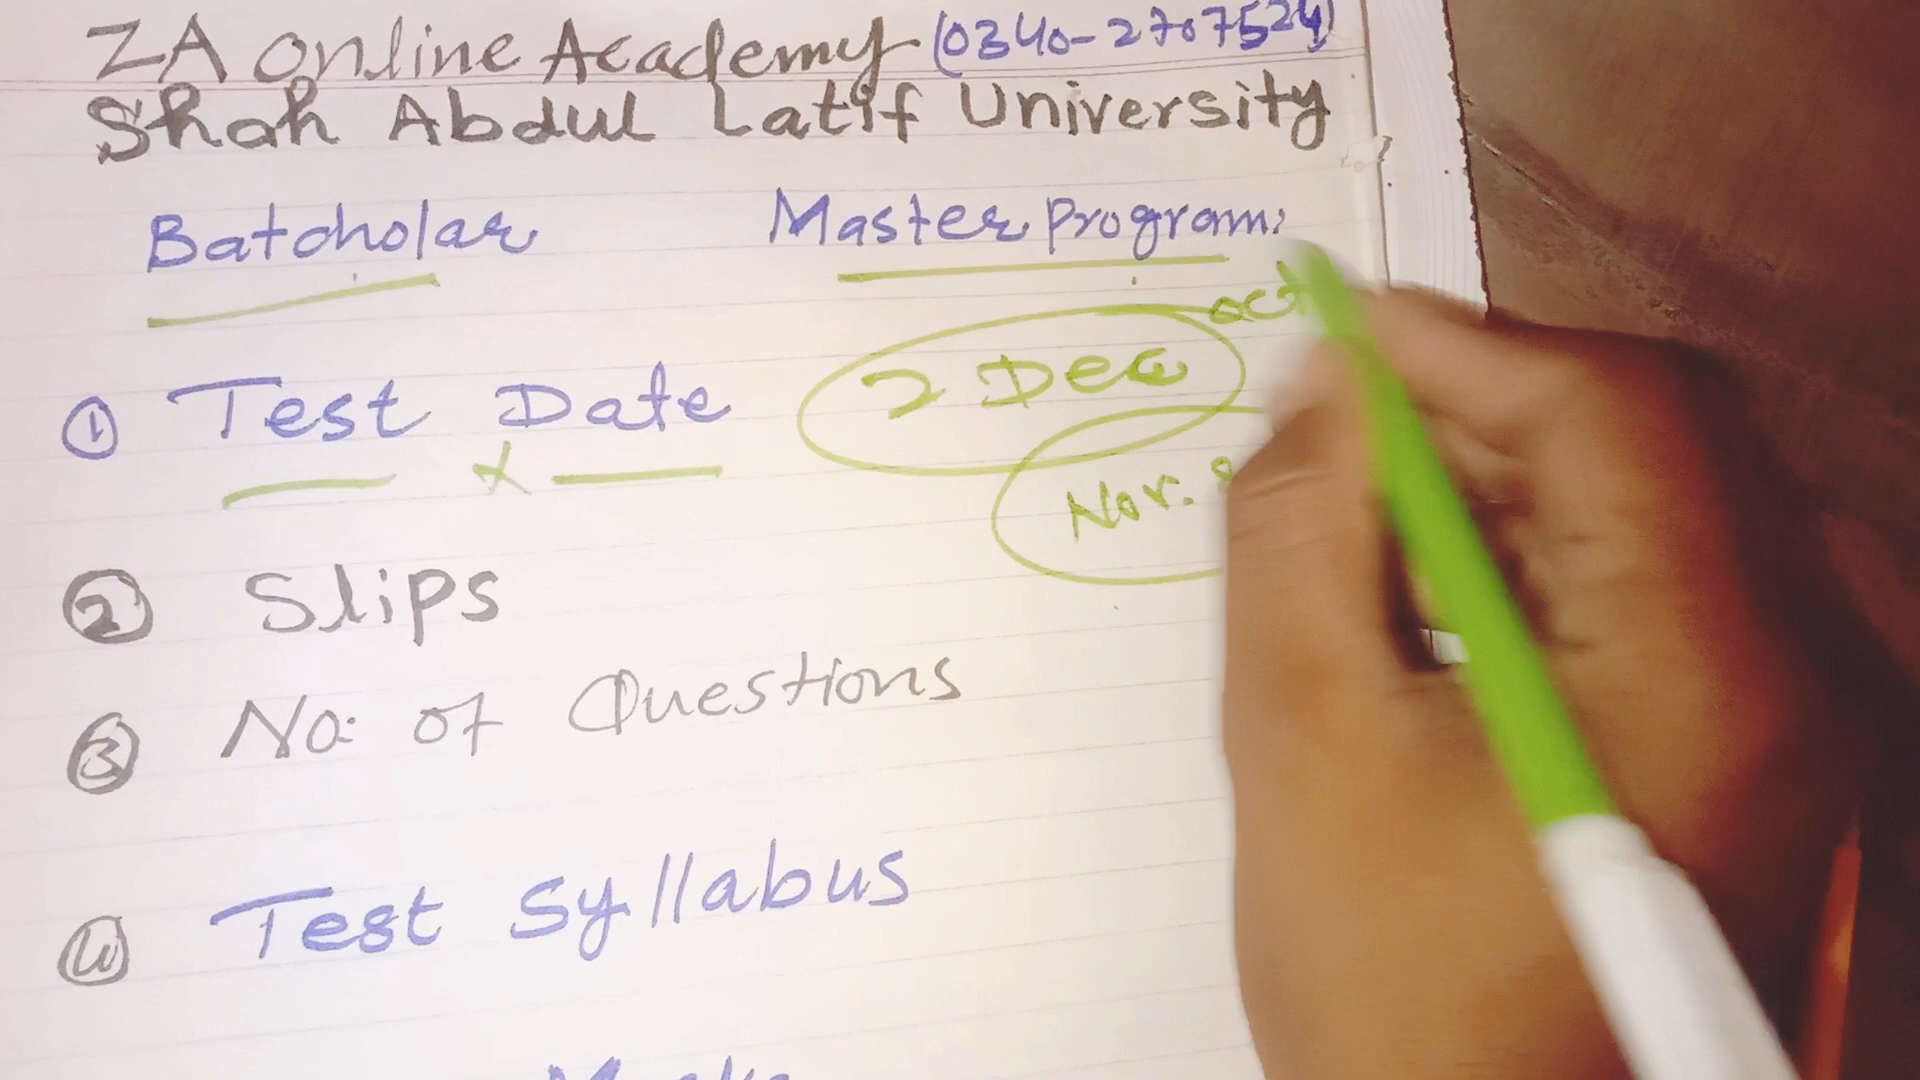 ZA Online Academy (0340-2707524)
Shah Abdul Latif University
Batcholar Master Program:
oct
① Test Date 2 Dec
Nov.
② Slips
③ No: of Questions
④ Test Syllabus
Marks